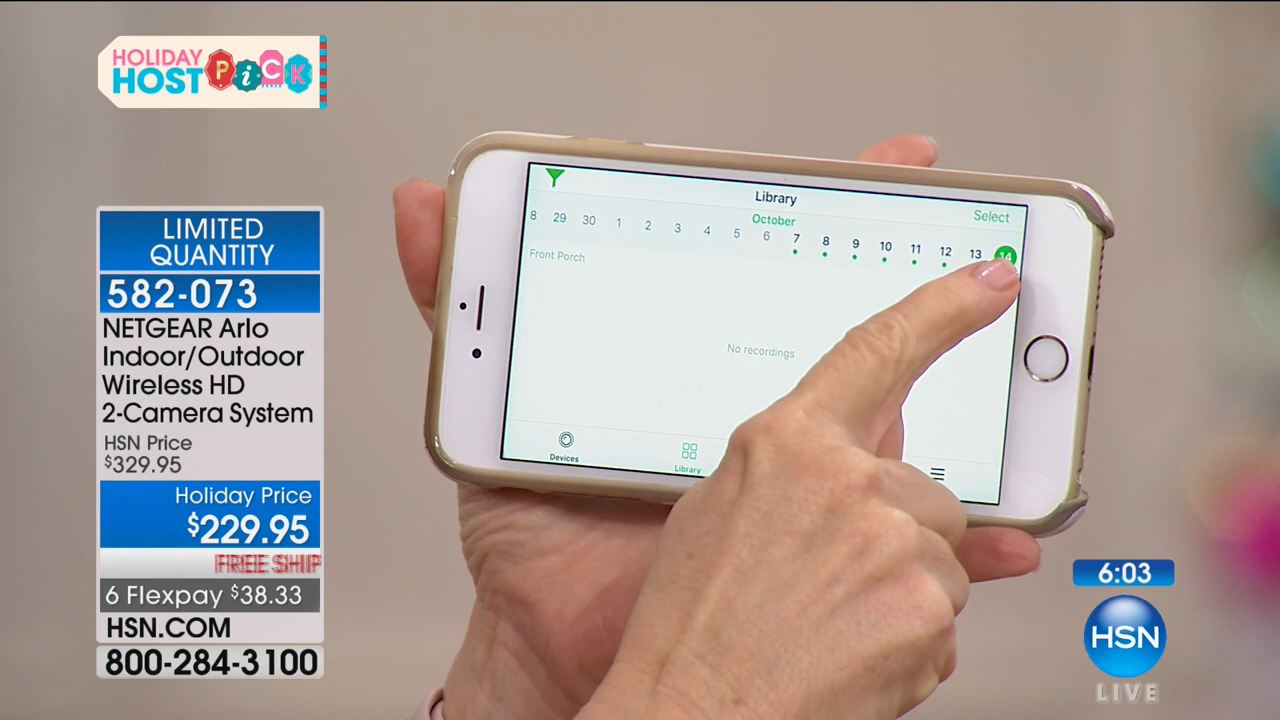 HOLIDAY
HOST PiCK
LIMITED
QUANTITY
582-073
NETGEAR Arlo
Indoor/Outdoor
Wireless HD
2-Camera System
HSN Price
$329.95
Holiday Price
$229.95
FREE SHIP
6 Flexpay $38.33
HSN.COM
800-284-3100
Library
Select
October
8 29 30 1 2 3 4 5 6 7 8 9 10 11 12 13 14
Front Porch
No recordings
Devices
Library
6:03
HSN
LIVE